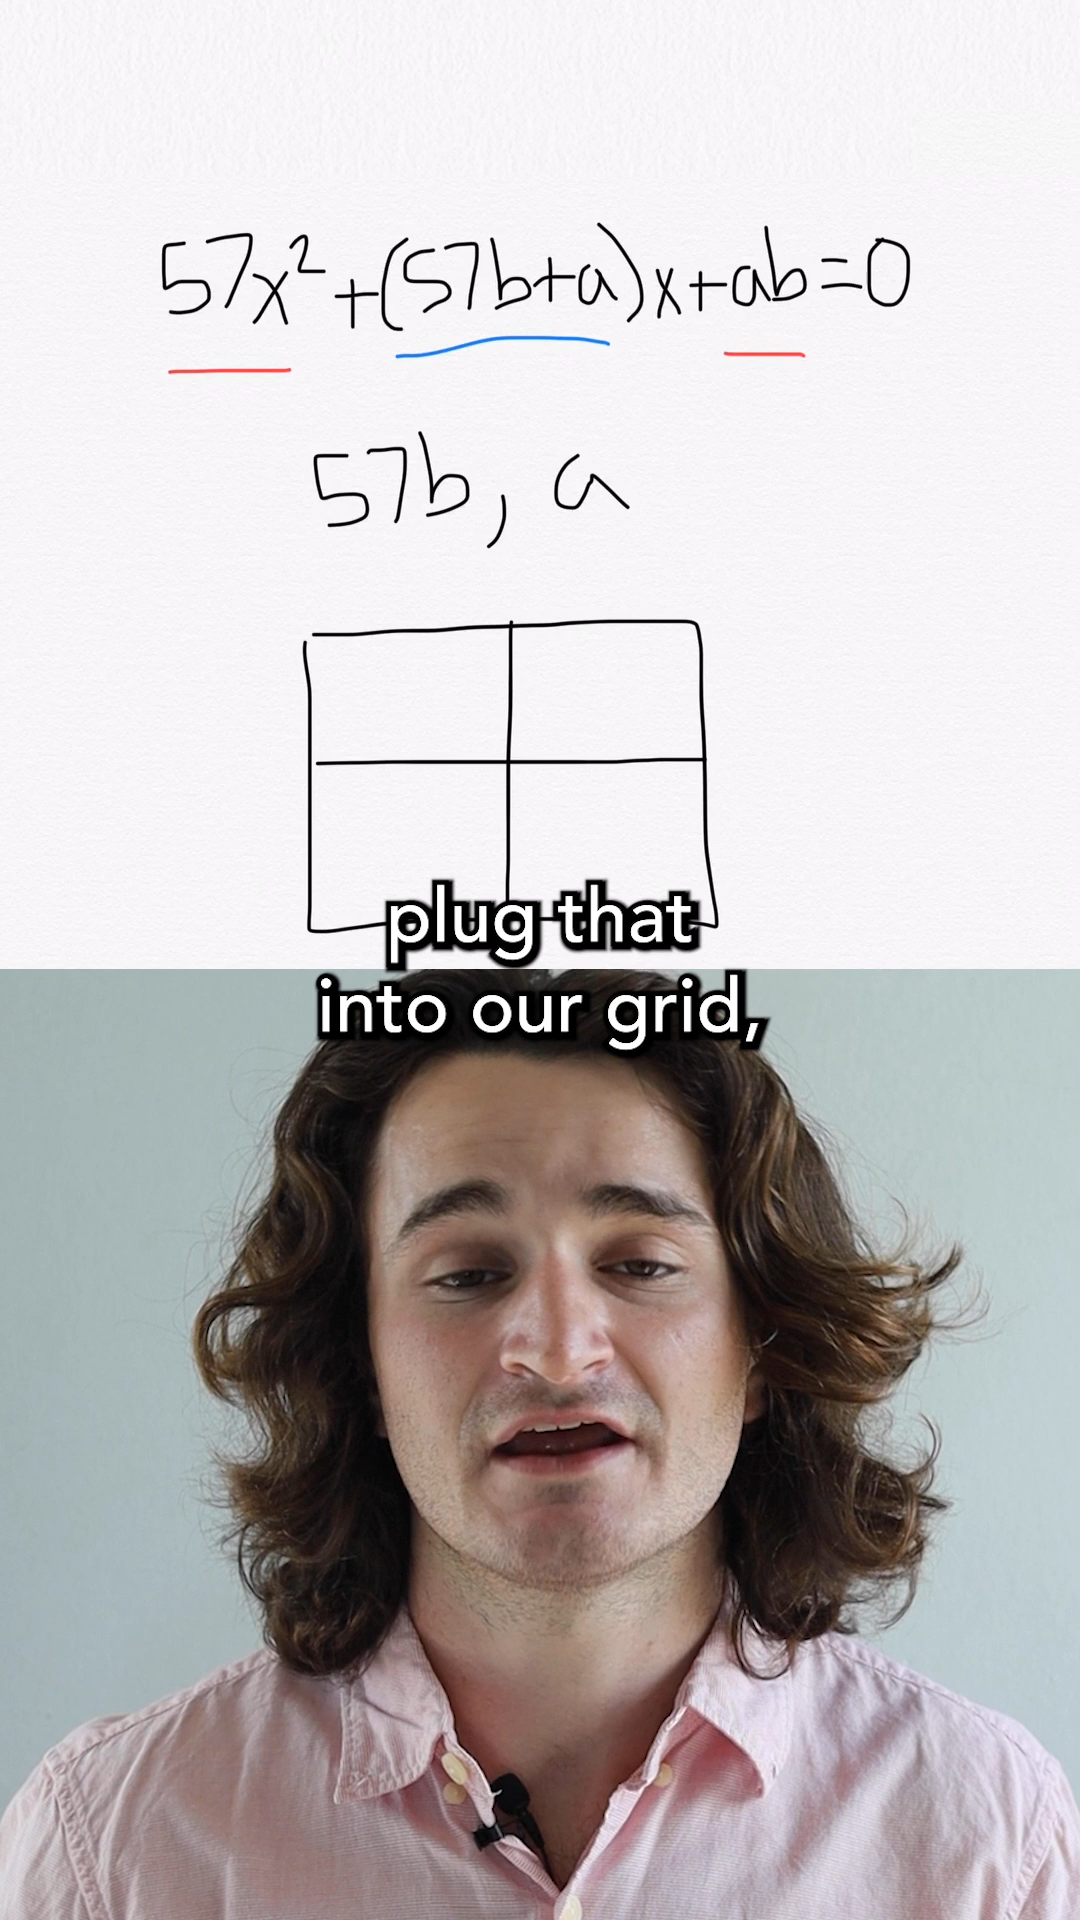 57x²+(57b+a)x+ab=0
57b, a
plug that
into our grid,